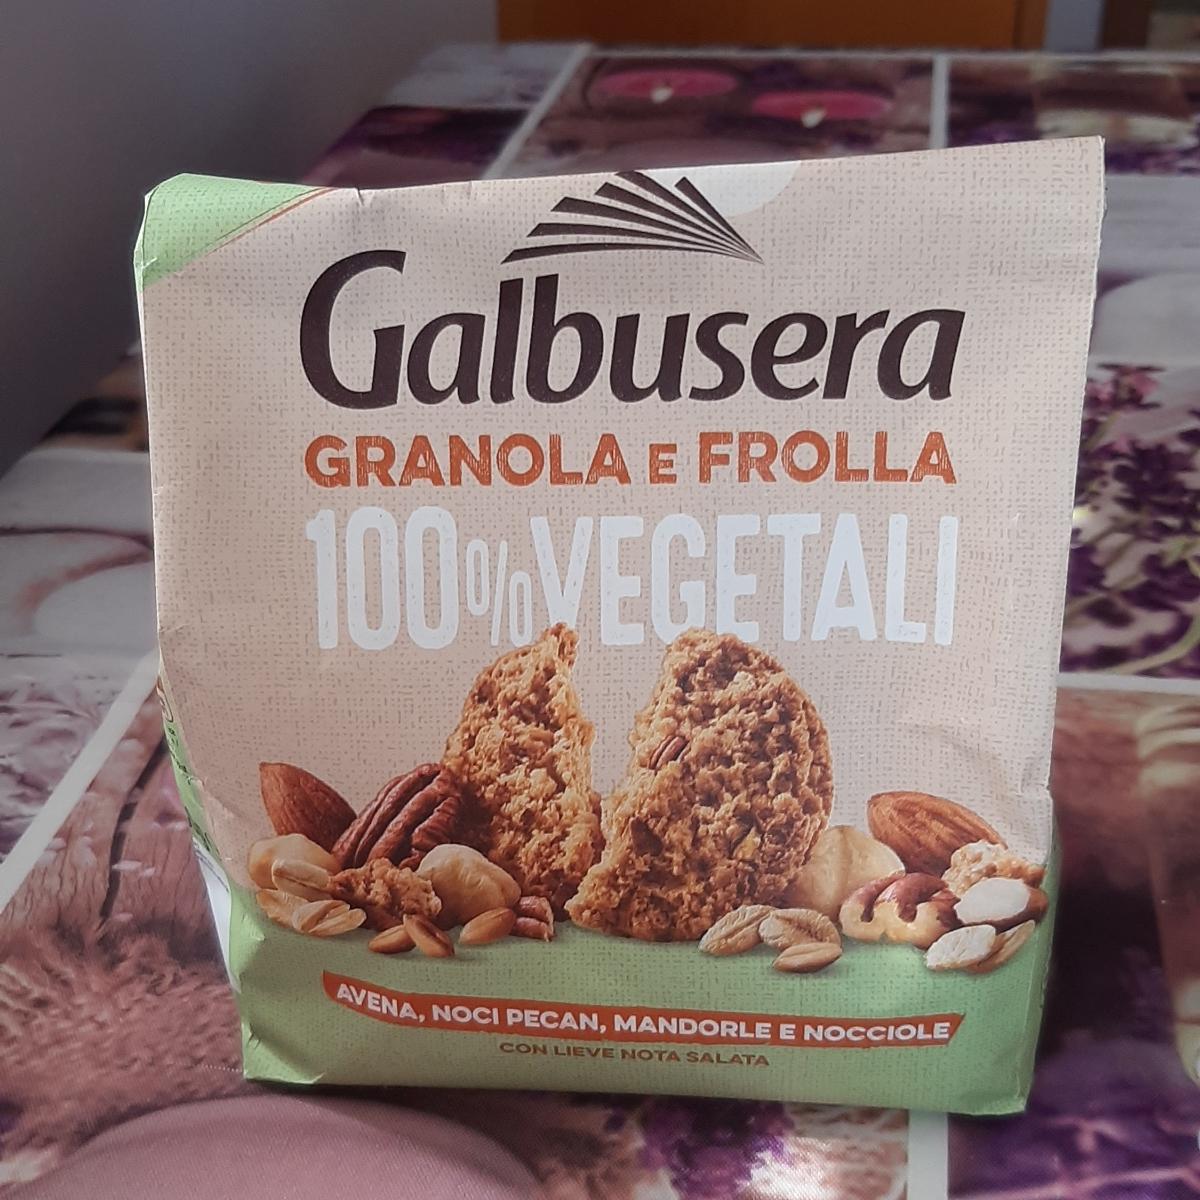 Galbusera
GRANOLA E FROLLA
100% VEGETALI
AVENA, NOCI PECAN, MANDORLE E NOCCIOLE
CON LIEVE NOTA SALATA